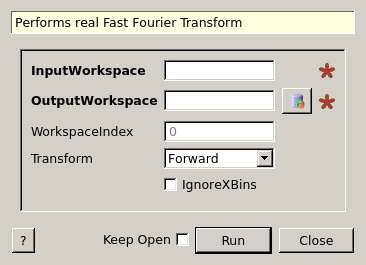 Performs real Fast Fourier Transform
InputWorkspace
OutputWorkspace
WorkspaceIndex 0
Transform Forward
IgnoreXBins
? Keep Open Run Close